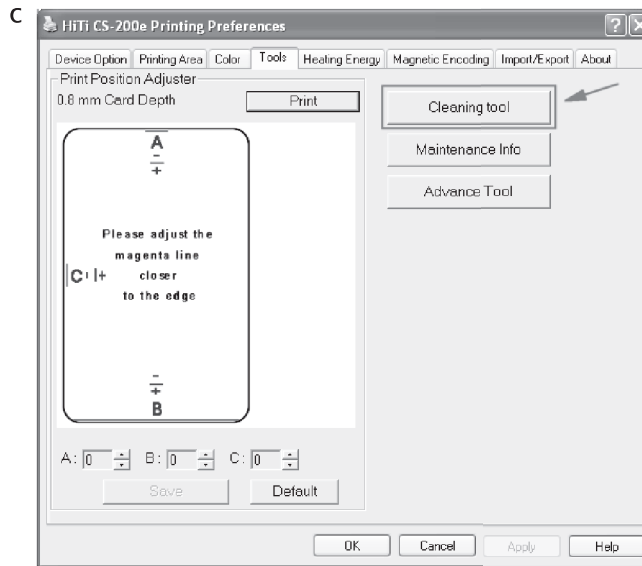 C
HiTi CS-200e Printing Preferences
Device Option Printing Area Color Tools Heating Energy Magnetic Encoding Import/Export About
Print Position Adjuster
0.8 mm Card Depth Print
Cleaning tool
Maintenance Info
Advance Tool
A
-
+
Please adjust the
magenta line
C - + closer
to the edge
-
+
B
A: 0 B: 0 C: 0
Save Default
OK Cancel Apply Help